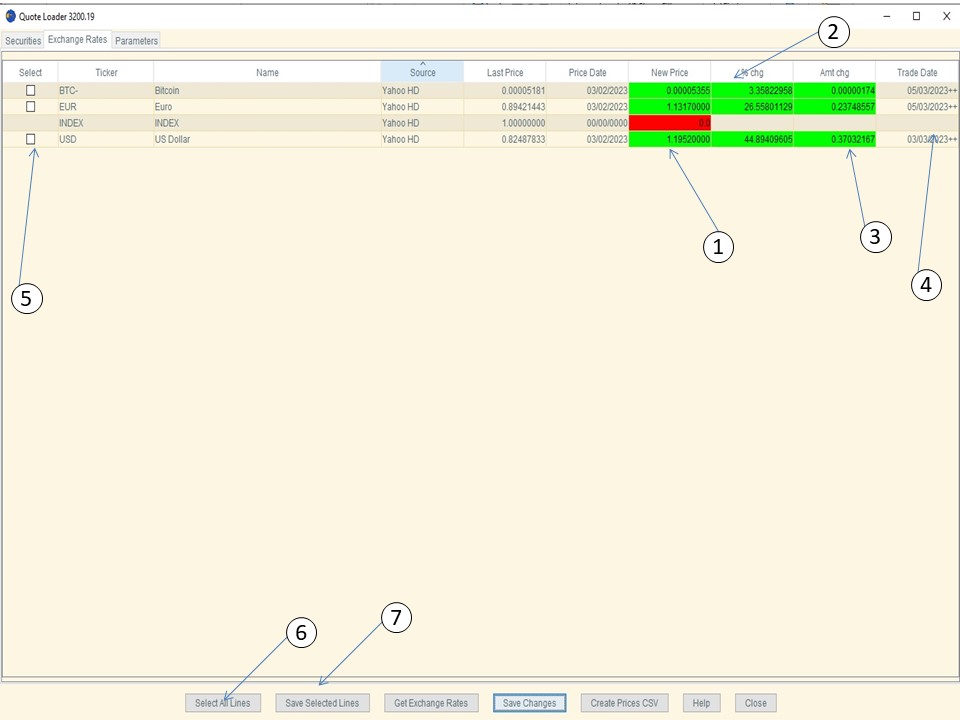 Quote Loader 3200.19
Securities Exchange Rates Parameters
2
Select Ticker Name Source Last Price Price Date New Price % chg Amt chg Trade Date
BTC- Bitcoin Yahoo HD 0.00005181 03/02/2023 0.00005355 3.35822958 0.00000174 05/03/2023++
EUR Euro Yahoo HD 0.89421443 03/02/2023 1.13170000 26.55801129 0.23748557 05/03/2023++
INDEX INDEX Yahoo HD 1.00000000 00/00/0000 0.0
USD US Dollar Yahoo HD 0.82487833 03/02/2023 1.19520000 44.89409605 0.37032167 03/03/2023++
1
3
4
5
7
6
Select All Lines Save Selected Lines Get Exchange Rates Save Changes Create Prices CSV Help Close